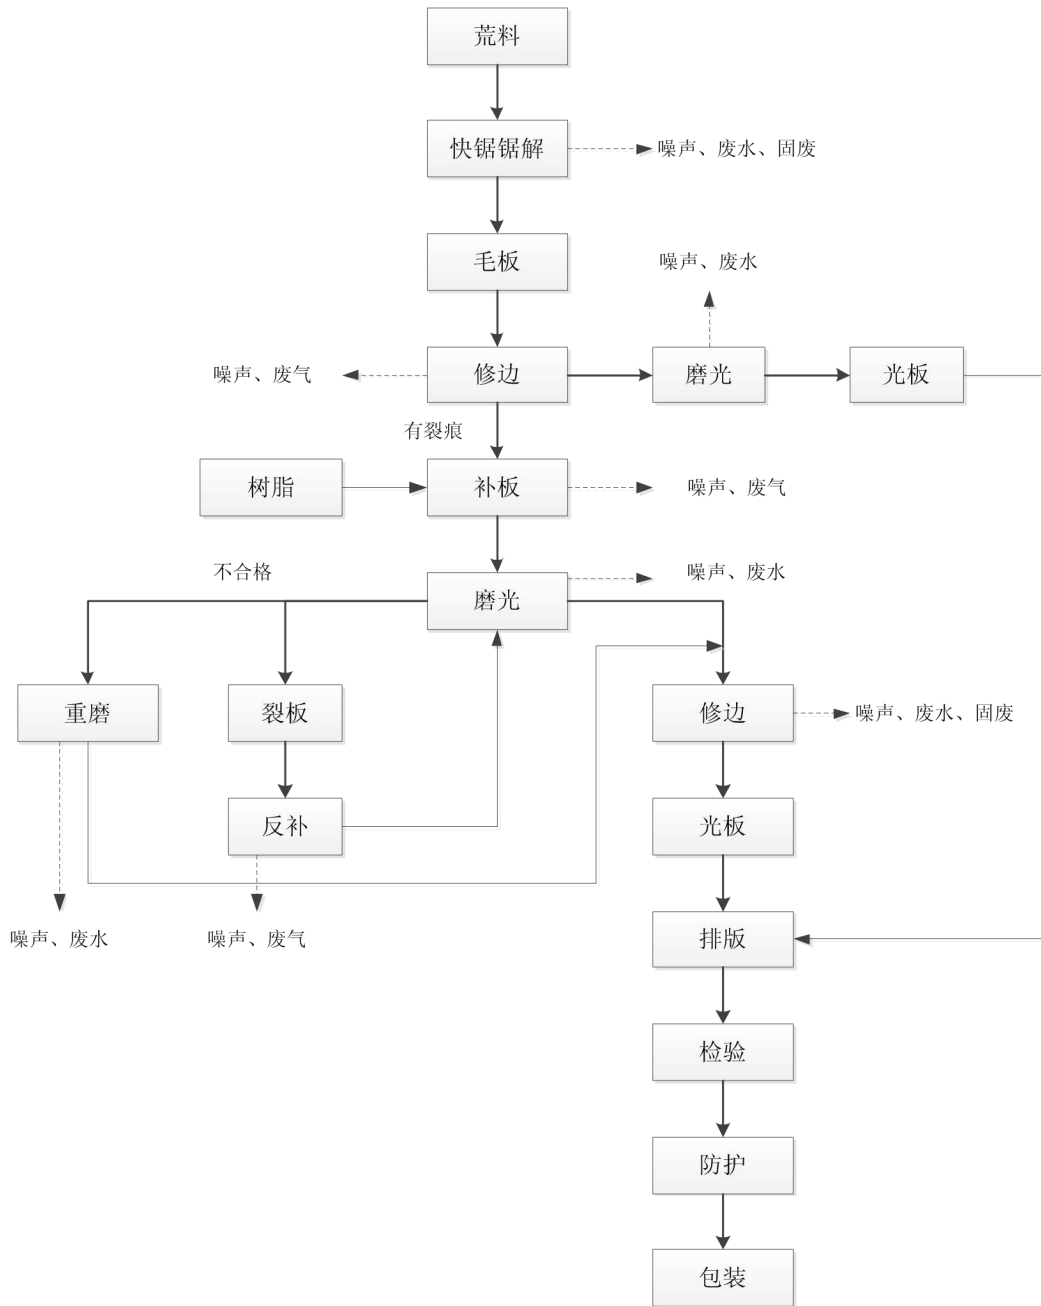 荒料
快锯锯解
噪声、废水、固废
毛板
噪声、废水
噪声、废气
修边
磨光
光板
有裂痕
树脂
补板
噪声、废气
不合格
磨光
噪声、废水
重磨
裂板
修边
噪声、废水、固废
反补
光板
噪声、废水
噪声、废气
排版
检验
防护
包装